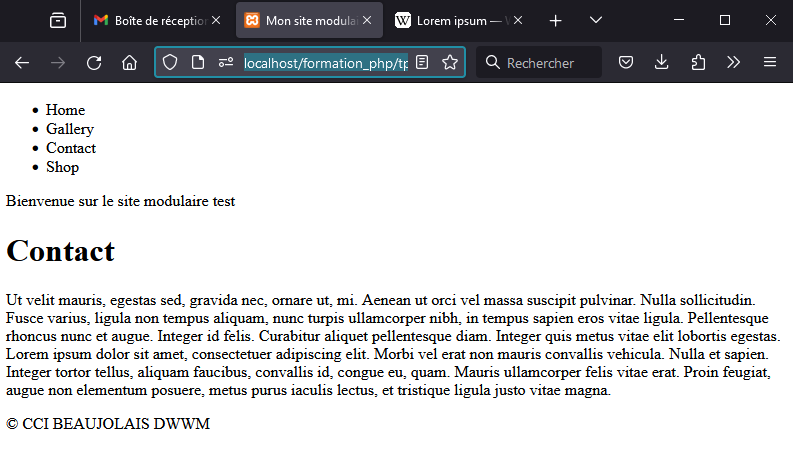 Boîte de réception
Mon site modulai
Lorem ipsum — W
localhost/formation_php/tp
Rechercher
Home
Gallery
Contact
Shop
Bienvenue sur le site modulaire test
Contact
Ut velit mauris, egestas sed, gravida nec, ornare ut, mi. Aenean ut orci vel massa suscipit pulvinar. Nulla sollicitudin.
Fusce varius, ligula non tempus aliquam, nunc turpis ullamcorper nibh, in tempus sapien eros vitae ligula. Pellentesque
rhoncus nunc et augue. Integer id felis. Curabitur aliquet pellentesque diam. Integer quis metus vitae elit lobortis egestas.
Lorem ipsum dolor sit amet, consectetuer adipiscing elit. Morbi vel erat non mauris convallis vehicula. Nulla et sapien.
Integer tortor tellus, aliquam faucibus, convallis id, congue eu, quam. Mauris ullamcorper felis vitae erat. Proin feugiat,
augue non elementum posuere, metus purus iaculis lectus, et tristique ligula justo vitae magna.
© CCI BEAUJOLAIS DWWM